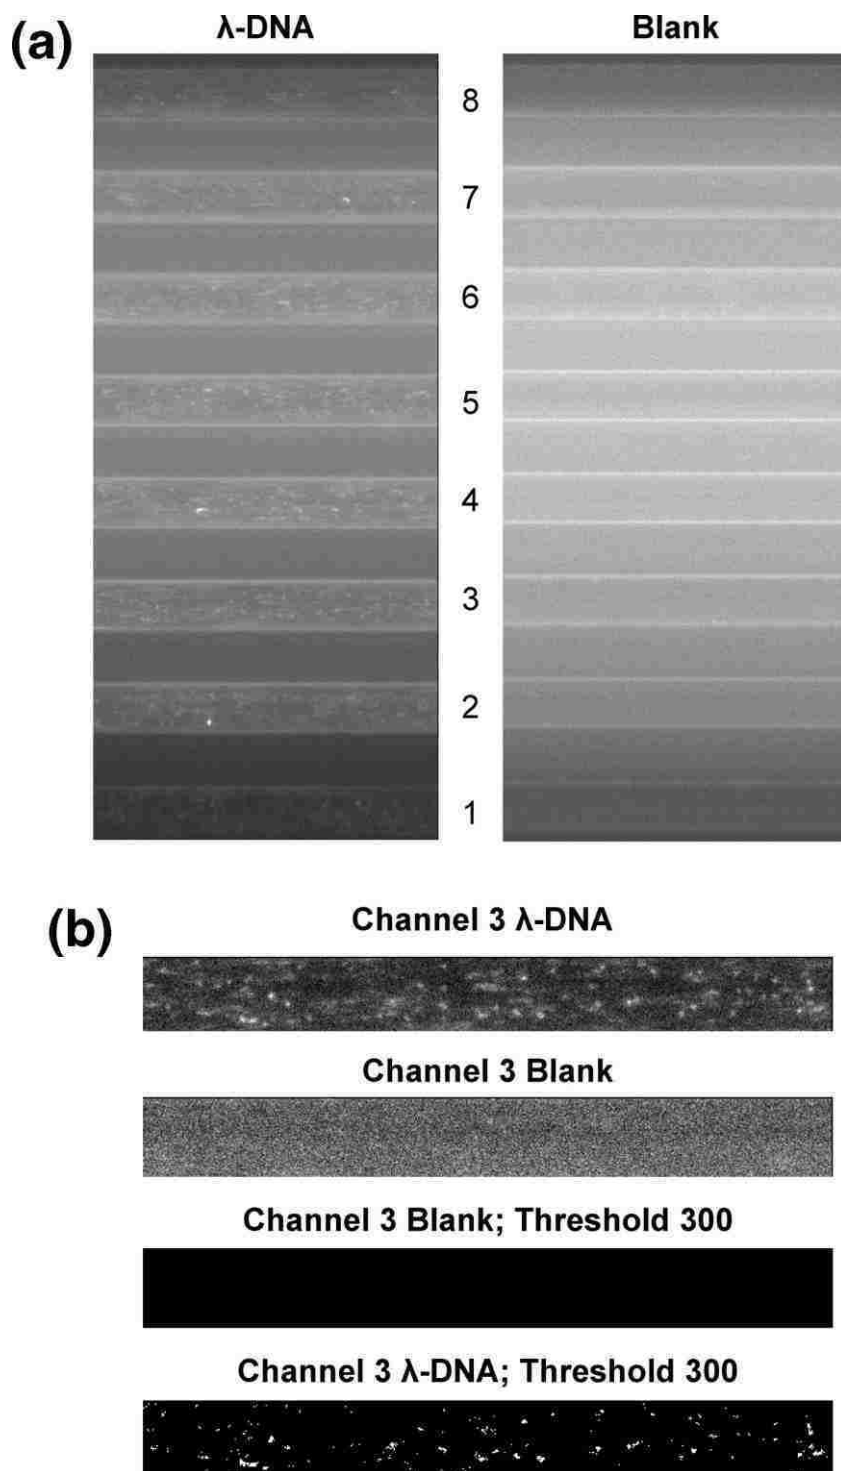 (a)
λ-DNA
Blank
8
7
6
5
4
3
2
1
(b)
Channel 3 λ-DNA
Channel 3 Blank
Channel 3 Blank; Threshold 300
Channel 3 λ-DNA; Threshold 300